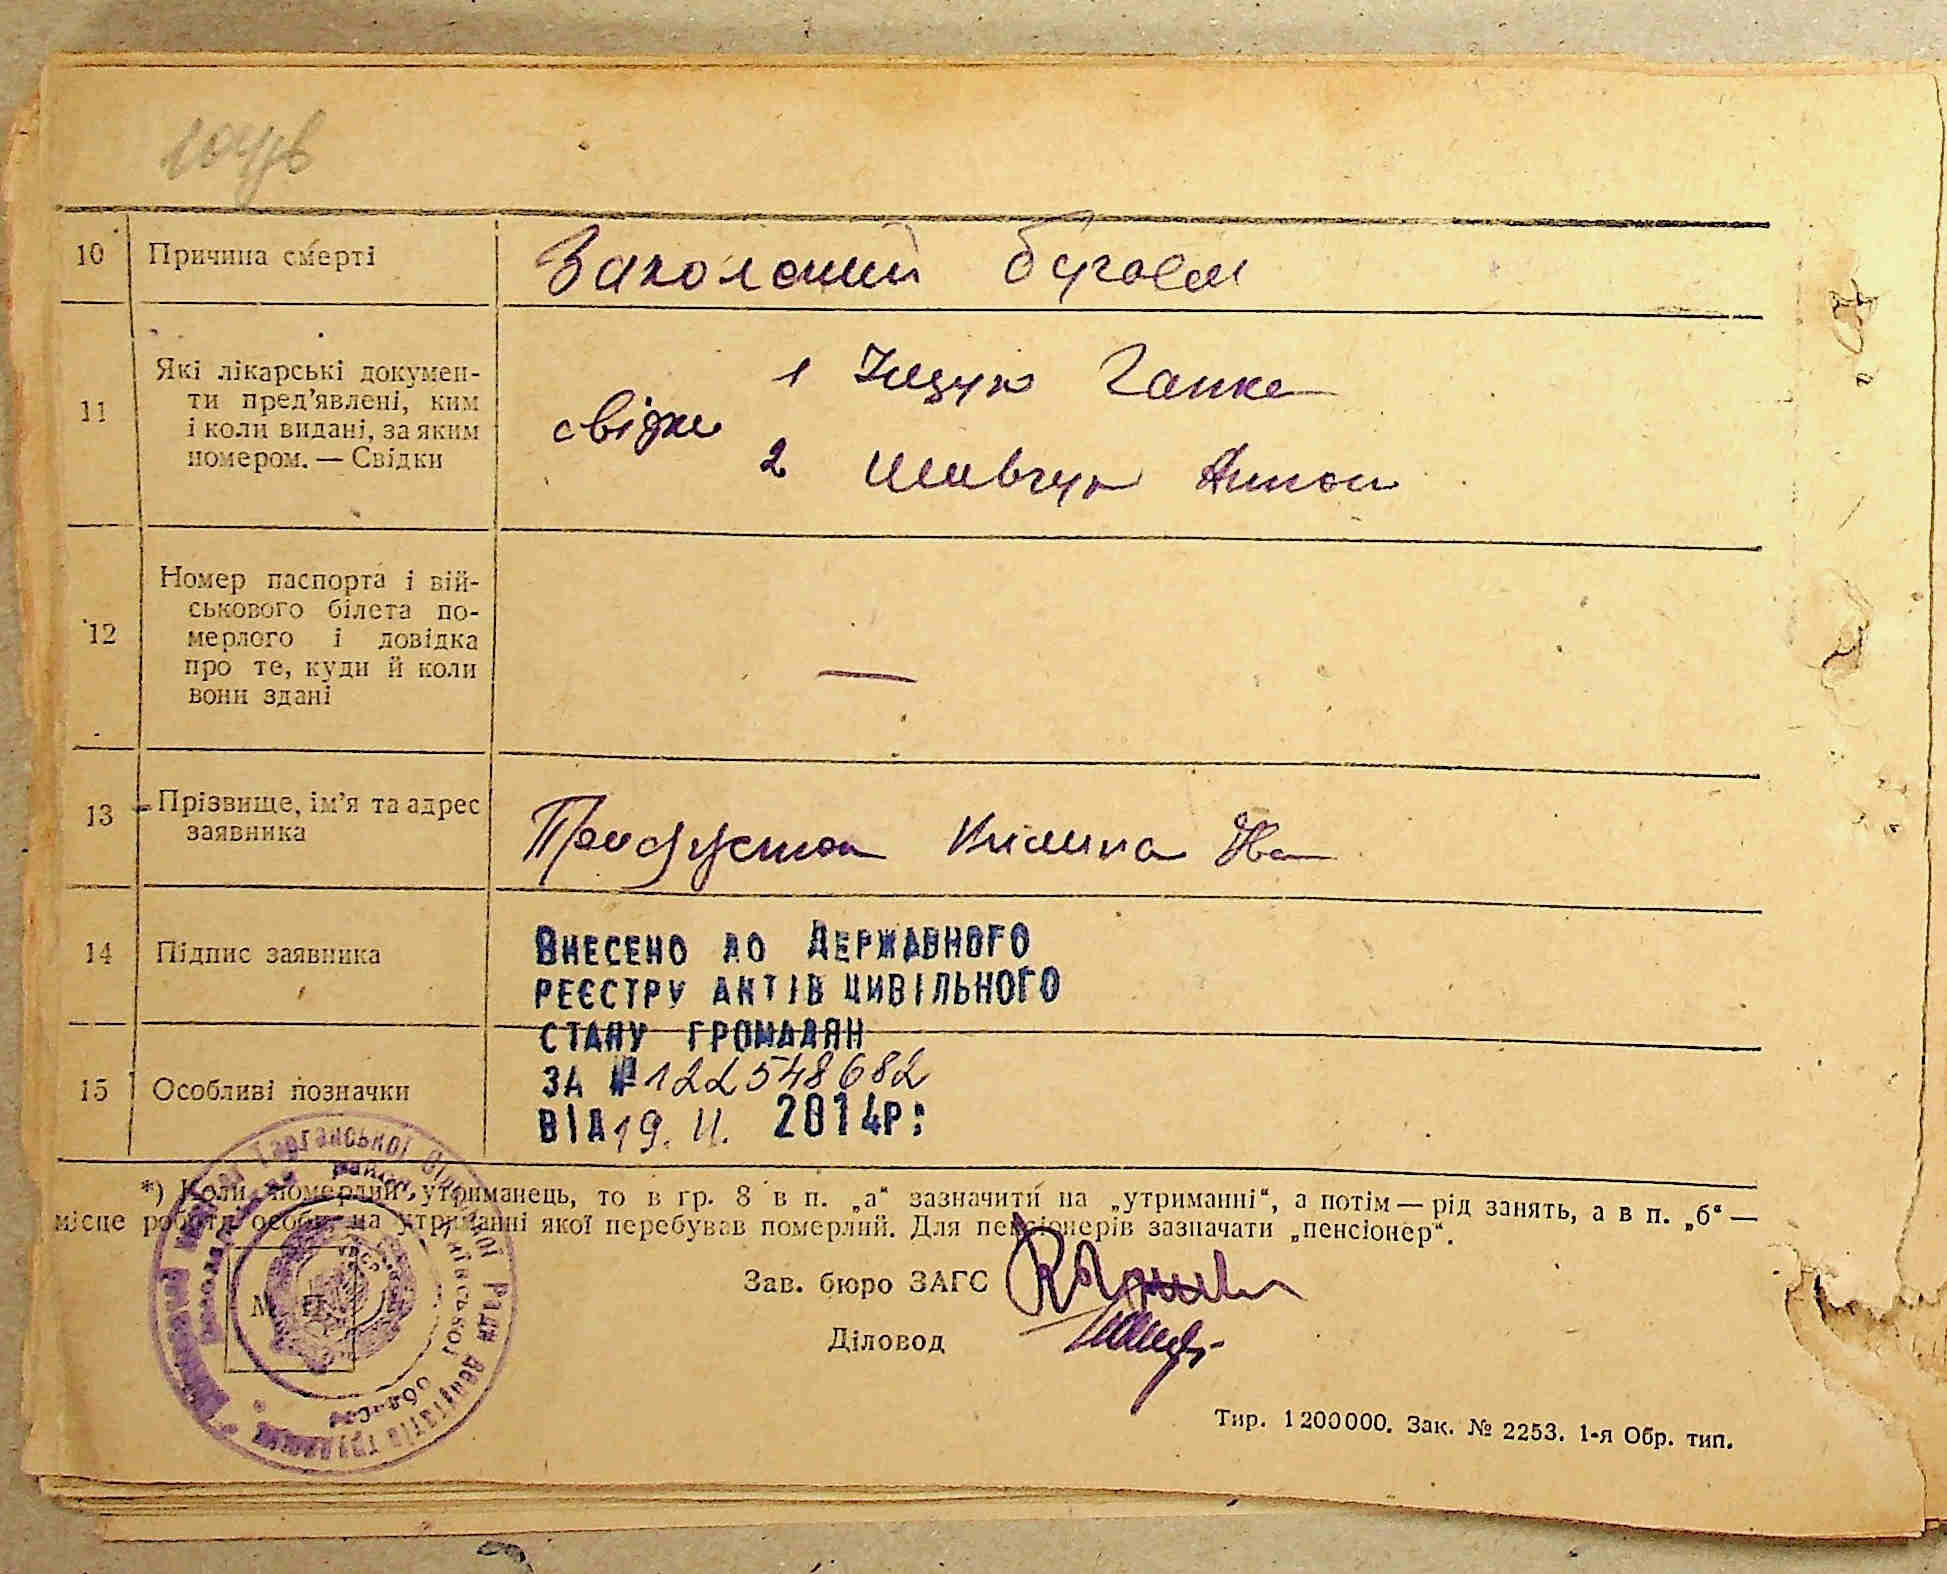 10
Причина смерті
Заколений бугаем
11
Які лікарські докумен-
ти пред’явлені, ким
і коли видані, за яким
номером. — Свідки
свідки
1 Іщук Ганна
2 Шевчук Антон
12
Номер паспорта і вій-
ськового білета по-
мерлого і довідка
про те, куди й коли
вони здані
—
13
Прізвище, ім’я та адрес
заявника
14
Підпис заявника
ВНЕСЕНО ДО ДЕРЖАВНОГО
РЕЄСТРУ АКТІВ ЦИВІЛЬНОГО
СТАНУ ГРОМАДЯН
ЗА № 122548682
ВІД 19. 11. 2014р:
15
Особливі позначки
*) Коли померлий утриманець, то в гр. 8 в п. „а“ зазначити на „утриманні“, а потім — рід занять, а в п. „б“ —
місце роботи особи, на утриманні якої перебував померлий. Для пенсіонерів зазначати „пенсіонер“.
Зав. бюро ЗАГС
Діловод
Тир. 1200000. Зак. № 2253. 1-я Обр. тип.